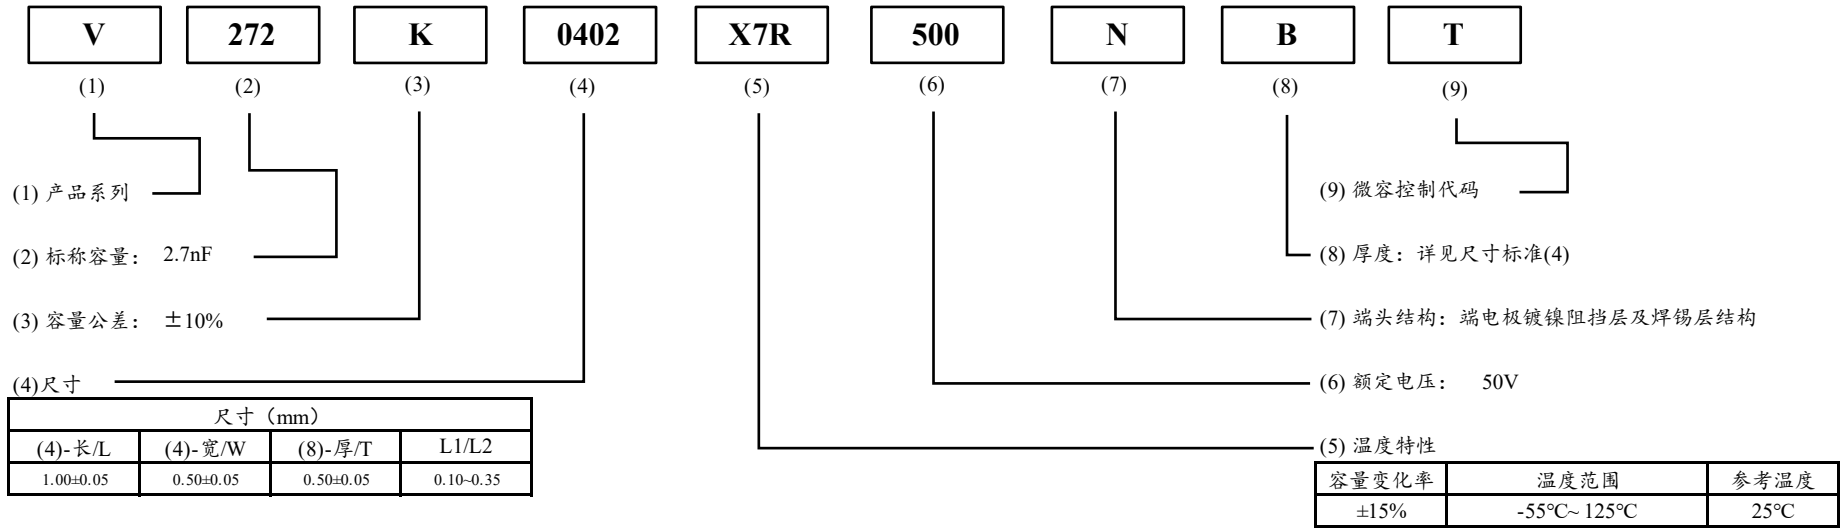 V 272 K 0402 X7R 500 N B T
(1) (2) (3) (4) (5) (6) (7) (8) (9)
(1) 产品系列
(9) 微容控制代码
(2) 标称容量: 2.7nF
(8) 厚度: 详见尺寸标准(4)
(3) 容量公差: ±10%
(7) 端头结构: 端电极镀镍阻挡层及焊锡层结构
(4)尺寸
(6) 额定电压: 50V
尺寸（mm）
(4)-长/L (4)-宽/W (8)-厚/T L1/L2
1.00±0.05 0.50±0.05 0.50±0.05 0.10~0.35
(5) 温度特性
容量变化率 温度范围 参考温度
±15% -55℃~ 125℃ 25℃